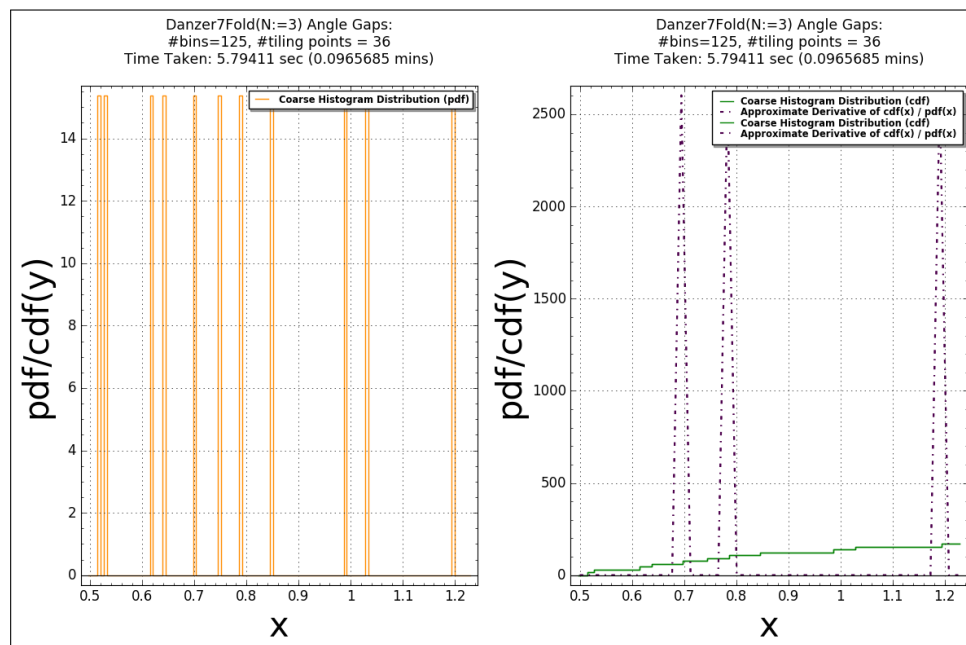 Danzer7Fold(N:=3) Angle Gaps:
#bins=125, #tiling points = 36
Time Taken: 5.79411 sec (0.0965685 mins)
Coarse Histogram Distribution (pdf)
14
12
10
8
6
4
2
0
pdf/cdf(y)
0.5 0.6 0.7 0.8 0.9 1 1.1 1.2
x
Danzer7Fold(N:=3) Angle Gaps:
#bins=125, #tiling points = 36
Time Taken: 5.79411 sec (0.0965685 mins)
Coarse Histogram Distribution (cdf)
Approximate Derivative of cdf(x) / pdf(x)
Coarse Histogram Distribution (cdf)
Approximate Derivative of cdf(x) / pdf(x)
2500
2000
1500
1000
500
0
pdf/cdf(y)
0.5 0.6 0.7 0.8 0.9 1 1.1 1.2
x